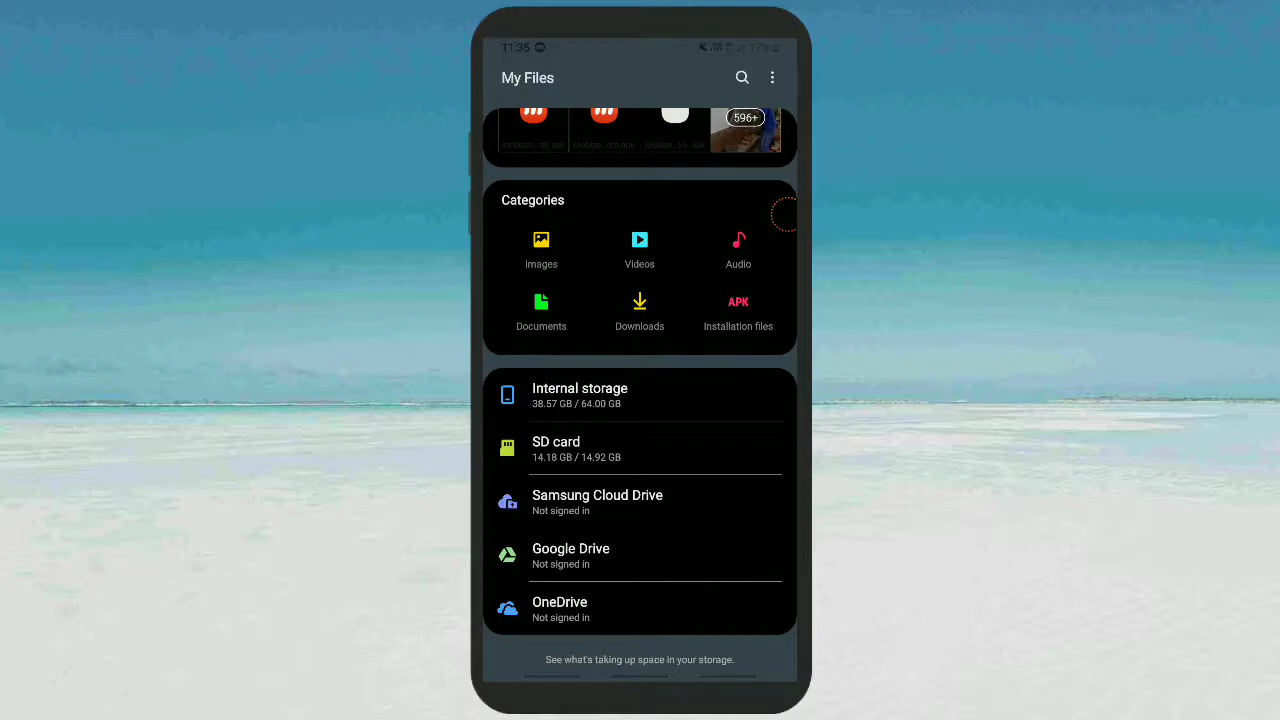 11:35
My Files
596+
Categories
Images
Videos
Audio
Documents
Downloads
APK
Installation files
Internal storage
38.57 GB / 64.00 GB
SD card
14.18 GB / 14.92 GB
Samsung Cloud Drive
Not signed in
Google Drive
Not signed in
OneDrive
Not signed in
See what's taking up space in your storage.